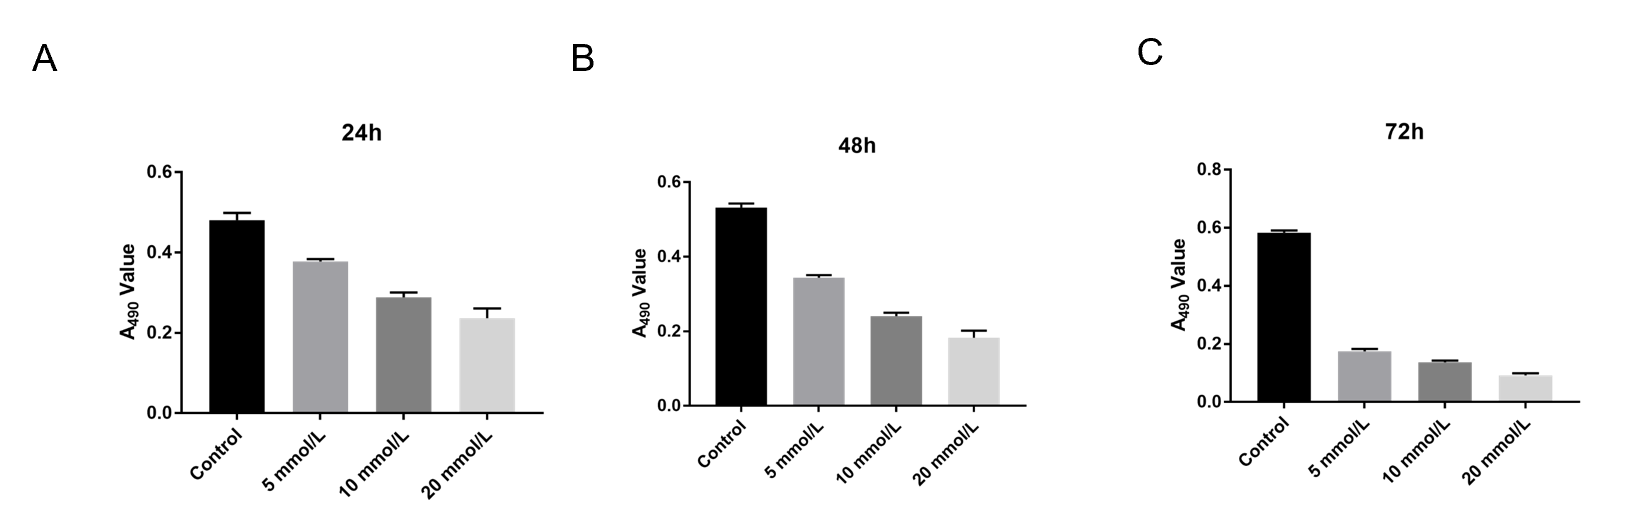 A
24h
A490 Value
0.6
0.4
0.2
0.0
Control
5 mmol/L
10 mmol/L
20 mmol/L
B
48h
A490 Value
0.6
0.4
0.2
0.0
Control
5 mmol/L
10 mmol/L
20 mmol/L
C
72h
A490 Value
0.8
0.6
0.4
0.2
0.0
Control
5 mmol/L
10 mmol/L
20 mmol/L